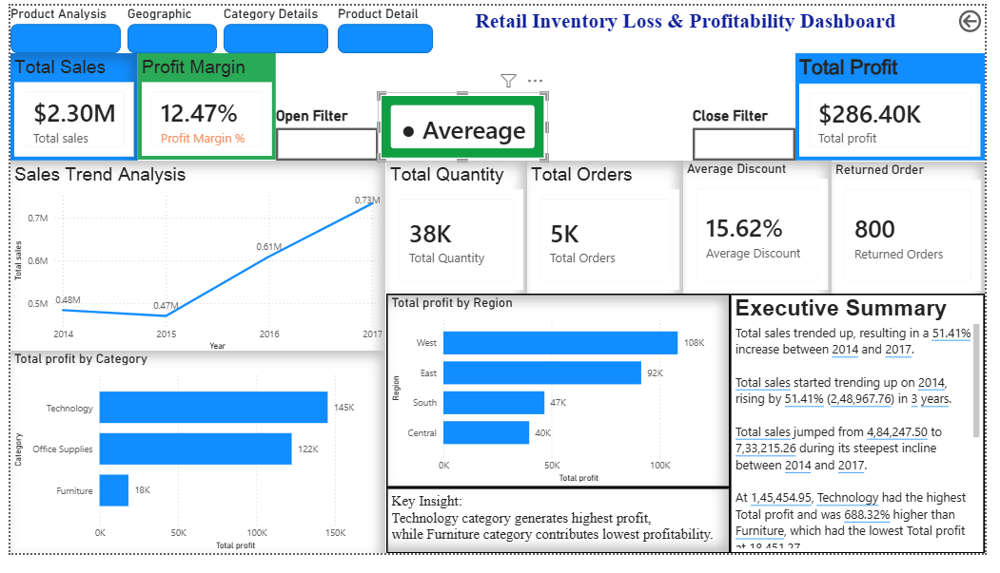 Product Analysis
Geographic
Category Details
Product Detail
Retail Inventory Loss & Profitability Dashboard
Total Sales
$2.30M
Total sales
Profit Margin
12.47%
Profit Margin %
Open Filter
• Avereage
Close Filter
Total Profit
$286.40K
Total profit
Sales Trend Analysis
Total sales
0.7M
0.6M
0.5M
0.48M
0.47M
0.61M
0.73M
2014
2015
2016
2017
Year
Total Quantity
38K
Total Quantity
Total Orders
5K
Total Orders
Average Discount
15.62%
Average Discount
Returned Order
800
Returned Orders
Total profit by Category
Category
Technology
145K
Office Supplies
122K
Furniture
18K
0K
50K
100K
150K
Total profit
Total profit by Region
Region
West
108K
East
92K
South
47K
Central
40K
0K
50K
100K
Total profit
Key Insight:
Technology category generates highest profit,
while Furniture category contributes lowest profitability.
Executive Summary
Total sales trended up, resulting in a 51.41%
increase between 2014 and 2017.
Total sales started trending up on 2014,
rising by 51.41% (2,48,967.76) in 3 years.
Total sales jumped from 4,84,247.50 to
7,33,215.26 during its steepest incline
between 2014 and 2017.
At 1,45,454.95, Technology had the highest
Total profit and was 688.32% higher than
Furniture, which had the lowest Total profit
at 18,451.27.